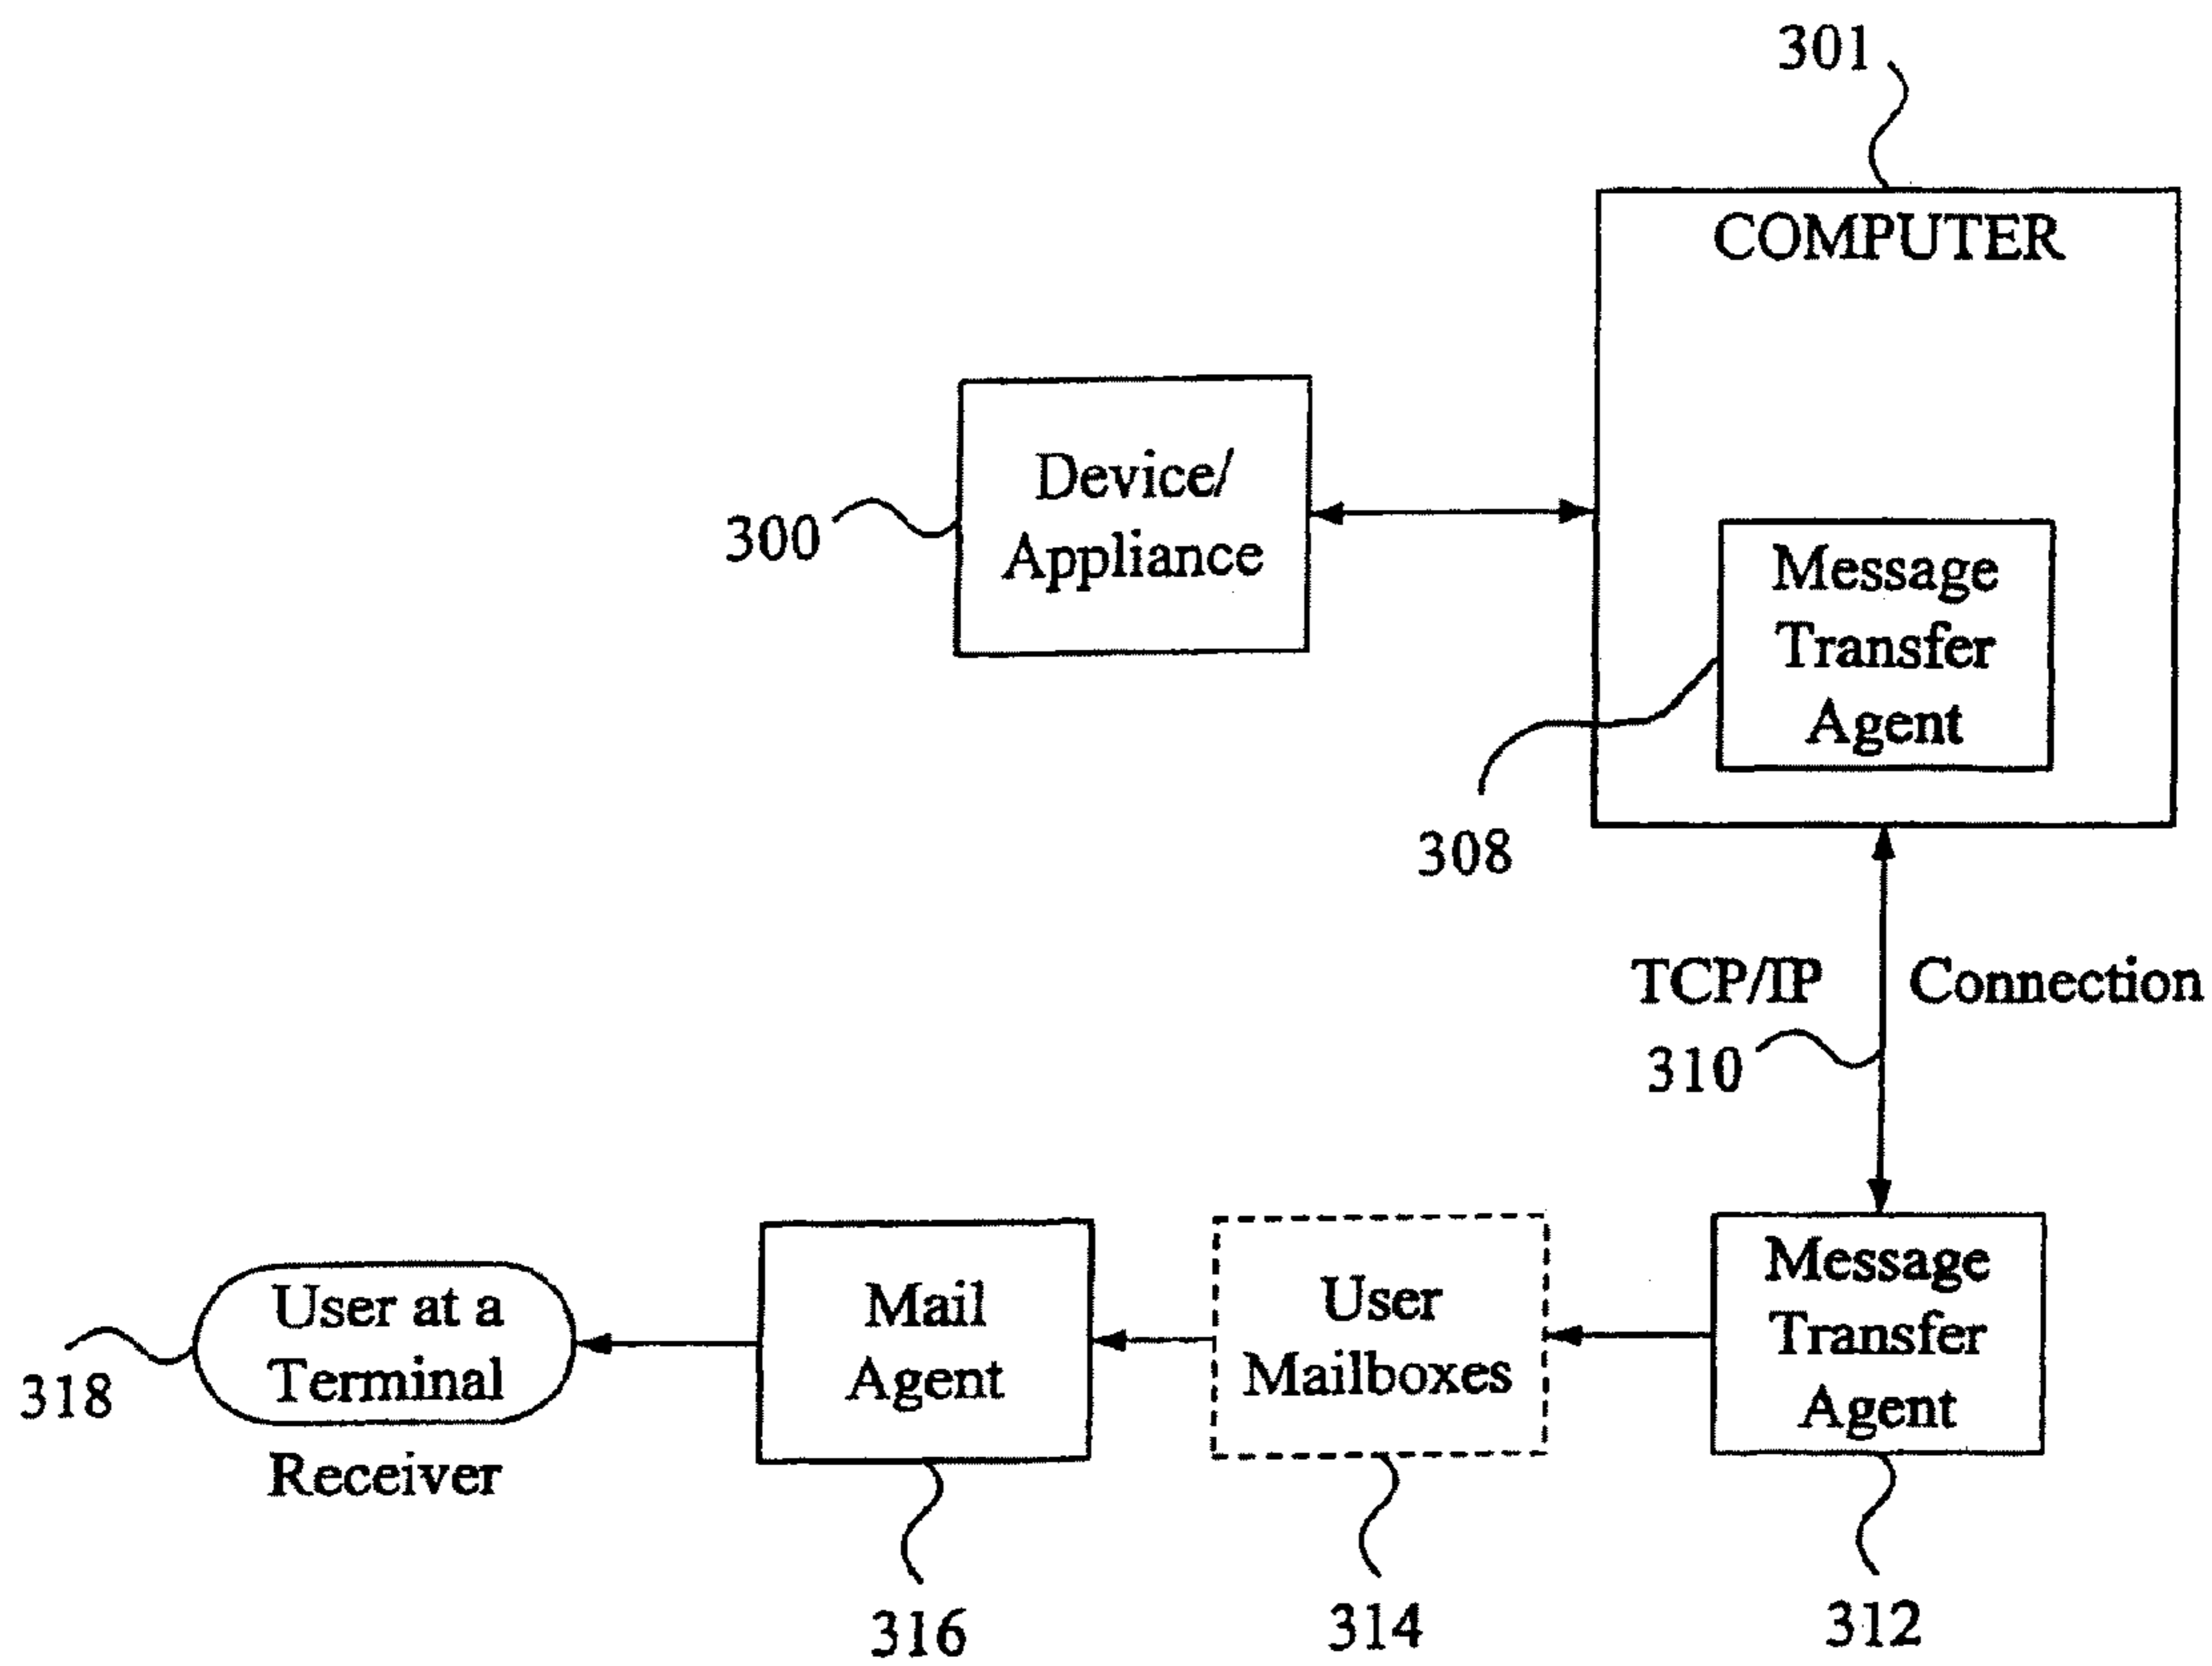 301
COMPUTER
Device/
Appliance
300
Message
Transfer
Agent
308
TCP/IP Connection
310
User at a
Terminal
Receiver
318
Mail
Agent
316
User
Mailboxes
314
Message
Transfer
Agent
312